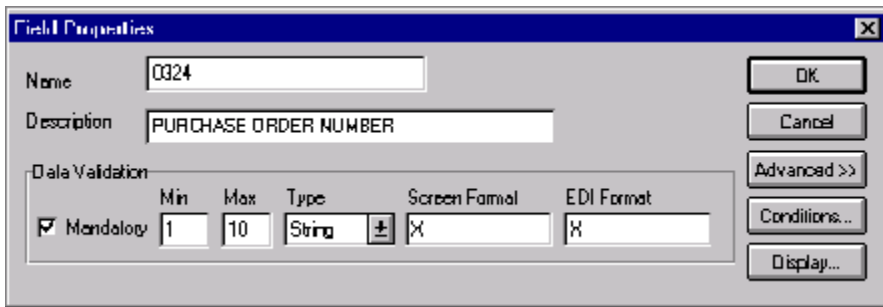 Field Properties
Name 0324 OK
Description PURCHASE ORDER NUMBER Cancel
Data Validation Advanced >>
Min Max Type Screen Format EDI Format
Mandatory 1 10 String X X Conditions...
Display...